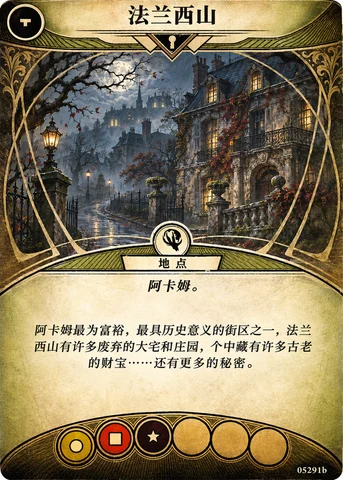 法兰西山
地点
阿卡姆。
阿卡姆最为富裕，最具历史意义的街区之一，法兰
西山有许多废弃的大宅和庄园，个中藏有许多古老
的财宝……还有更多的秘密。
05291b